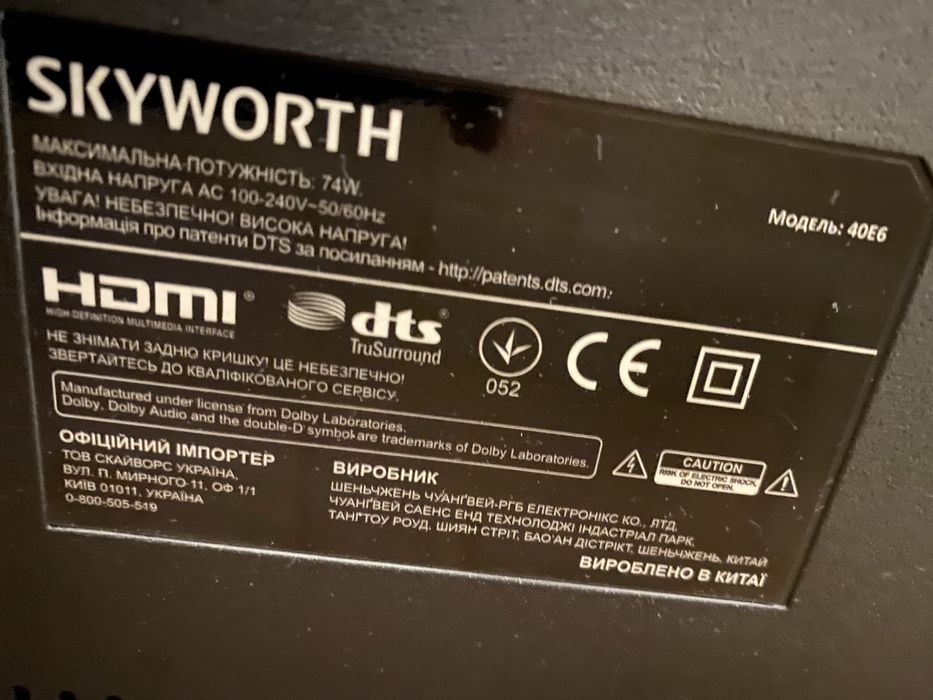 SKYWORTH
МАКСИМАЛЬНА ПОТУЖНІСТЬ: 74W
ВХІДНА НАПРУГА AC 100-240V~50/60Hz
УВАГА! НЕБЕЗПЕЧНО! ВИСОКА НАПРУГА!
Інформація про патенти DTS за посиланням - http://patents.dts.com.
Модель: 40E6
HDMI®
HIGH-DEFINITION MULTIMEDIA INTERFACE
dts®
TruSurround
052
CE
НЕ ЗНІМАТИ ЗАДНЮ КРИШКУ! ЦЕ НЕБЕЗПЕЧНО!
ЗВЕРТАЙТЕСЬ ДО КВАЛІФІКОВАНОГО СЕРВІСУ.
Manufactured under license from Dolby Laboratories.
Dolby, Dolby Audio and the double-D symbol are trademarks of Dolby Laboratories.
CAUTION
RISK OF ELECTRIC SHOCK,
DO NOT OPEN.
ОФІЦІЙНИЙ ІМПОРТЕР
ТОВ СКАЙВОРС УКРАЇНА,
ВУЛ. П. МИРНОГО 11, ОФ 1/1
КИЇВ 01011, УКРАЇНА
0-800-505-519
ВИРОБНИК
ШЕНЬЧЖЕНЬ ЧУАНҐВЕЙ-РГБ ЕЛЕКТРОНІКС КО., ЛТД,
ЧУАНҐВЕЙ САЕНС ЕНД ТЕХНОЛОДЖІ ІНДАСТРІАЛ ПАРК,
ТАНҐТОУ РОУД, ШИЯН СТРІТ, БАО'АН ДІСТРІКТ, ШЕНЬЧЖЕНЬ, КИТАЙ
ВИРОБЛЕНО В КИТАЇ